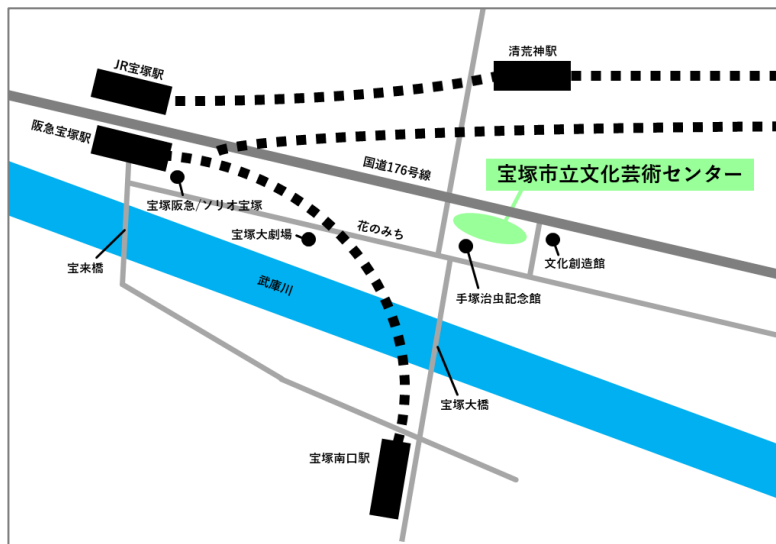 清荒神駅
JR宝塚駅
阪急宝塚駅
国道176号線
宝塚市立文化芸術センター
宝塚阪急/ソリオ宝塚
花のみち
宝塚大劇場
文化創造館
宝来橋
武庫川
手塚治虫記念館
宝塚大橋
宝塚南口駅